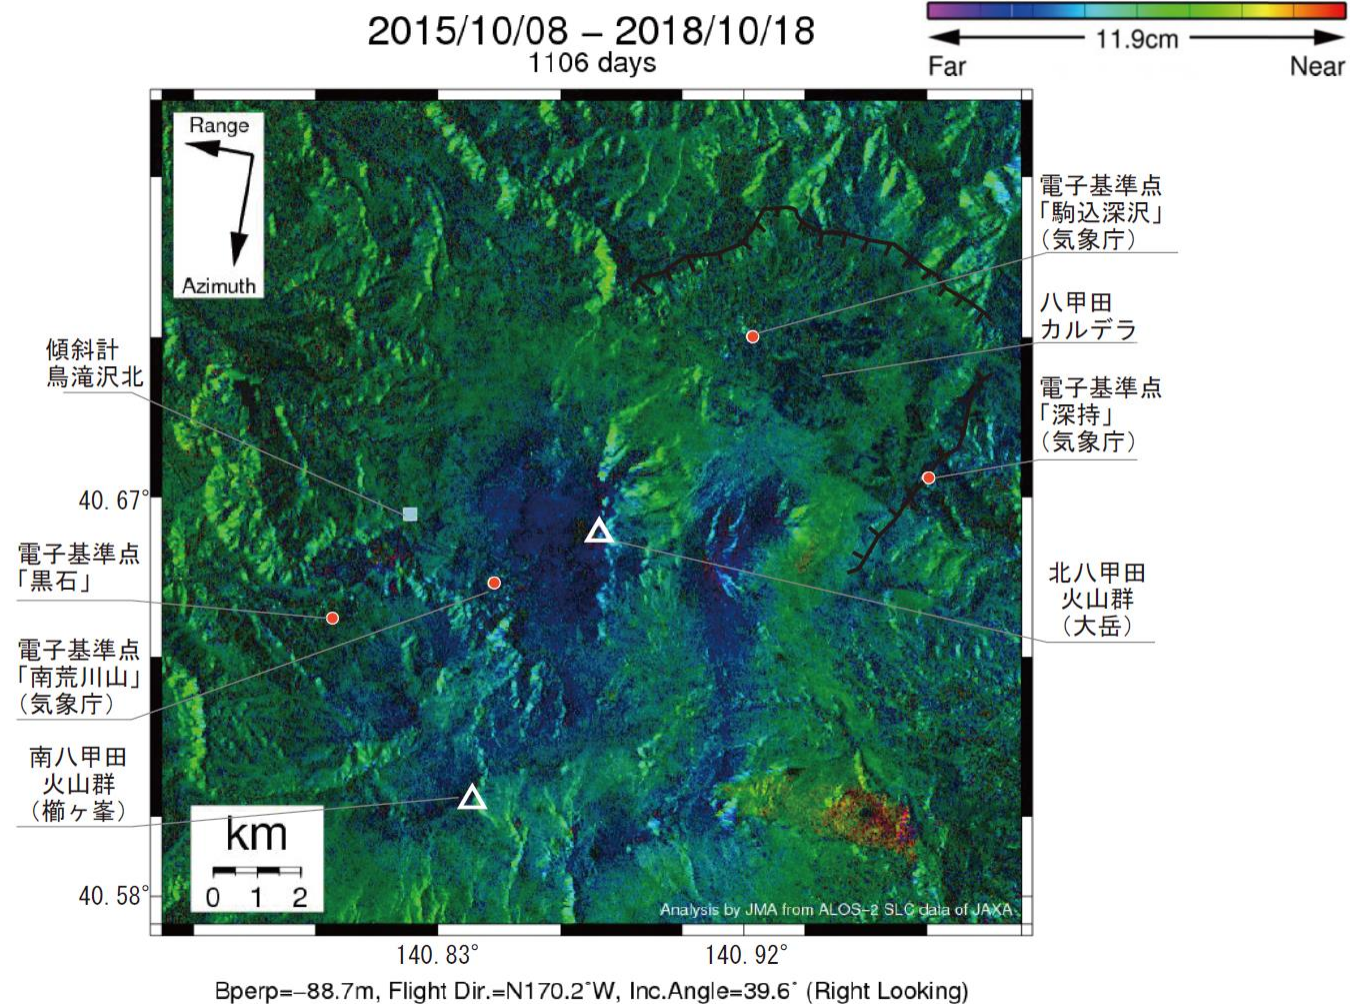 2015/10/08 – 2018/10/18
1106 days
11.9cm
Far
Near
Range
Azimuth
電子基準点
「駒込深沢」
(気象庁)
八甲田
カルデラ
電子基準点
「深持」
(気象庁)
傾斜計
鳥滝沢北
40.67°
電子基準点
「黒石」
北八甲田
火山群
(大岳)
電子基準点
「南荒川山」
(気象庁)
南八甲田
火山群
(櫛ヶ峯)
km
0 1 2
40.58°
Analysis by JMA from ALOS–2 SLC data of JAXA
140.83°
140.92°
Bperp=–88.7m, Flight Dir.=N170.2°W, Inc.Angle=39.6° (Right Looking)